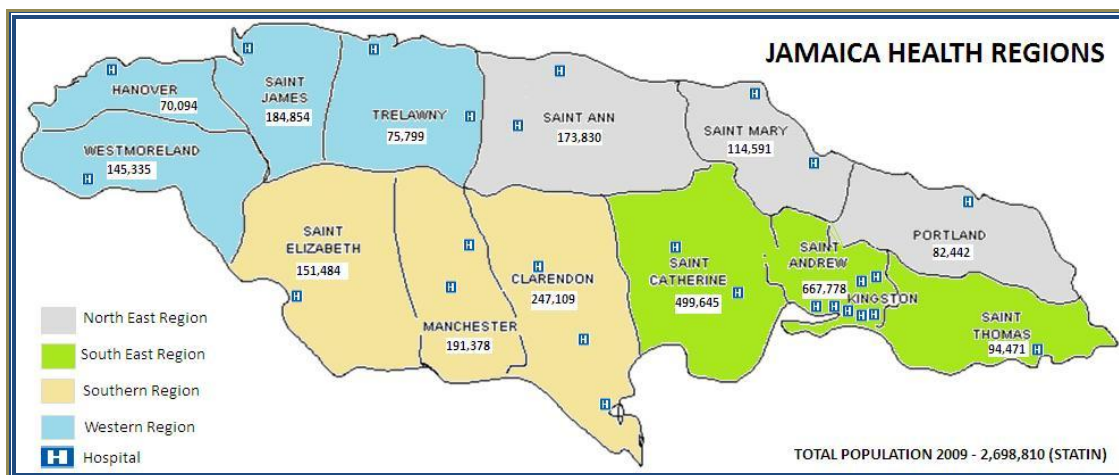 JAMAICA HEALTH REGIONS
HANOVER
70,094
SAINT
JAMES
184,854
TRELAWNY
75,799
SAINT ANN
173,830
SAINT MARY
114,591
WESTMORELAND
145,335
PORTLAND
82,442
SAINT
ELIZABETH
151,484
MANCHESTER
191,378
CLARENDON
247,109
SAINT
CATHERINE
499,645
SAINT
ANDREW
667,778
KINGSTON
SAINT
THOMAS
94,471
North East Region
South East Region
Southern Region
Western Region
H Hospital
TOTAL POPULATION 2009 - 2,698,810 (STATIN)